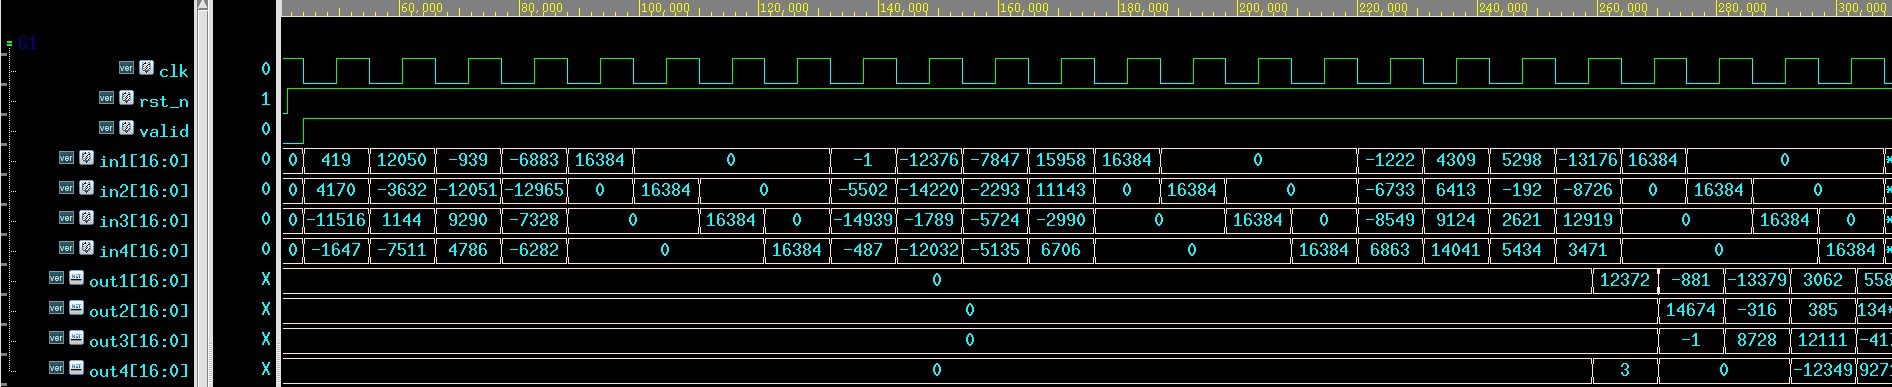 60,000 80,000 100,000 120,000 140,000 160,000 180,000 200,000 220,000 240,000 260,000 280,000 300,000
G1
ver clk 0
ver rst_n 1
ver valid 0
ver in1[16:0] 0 0 419 12050 -939 -6883 16384 0 -1 -12376 -7847 15958 16384 0 -1222 4309 5298 -13176 16384 0 *
ver in2[16:0] 0 0 4170 -3632 -12051 -12965 0 16384 0 -5502 -14220 -2293 11143 0 16384 0 -6733 6413 -192 -8726 0 16384 0 *
ver in3[16:0] 0 0 -11516 1144 9290 -7328 0 16384 0 -14939 -1789 -5724 -2990 0 16384 0 -8549 9124 2621 12919 0 16384 0 *
ver in4[16:0] 0 0 -1647 -7511 4786 -6282 0 16384 -487 -12032 -5135 6706 0 16384 6863 14041 5434 3471 0 16384 *
ver out1[16:0] X 0 12372 -881 -13379 3062 558
ver out2[16:0] X 0 14674 -316 385 134*
ver out3[16:0] X 0 -1 8728 12111 -41
ver out4[16:0] X 0 3 0 -12349 927